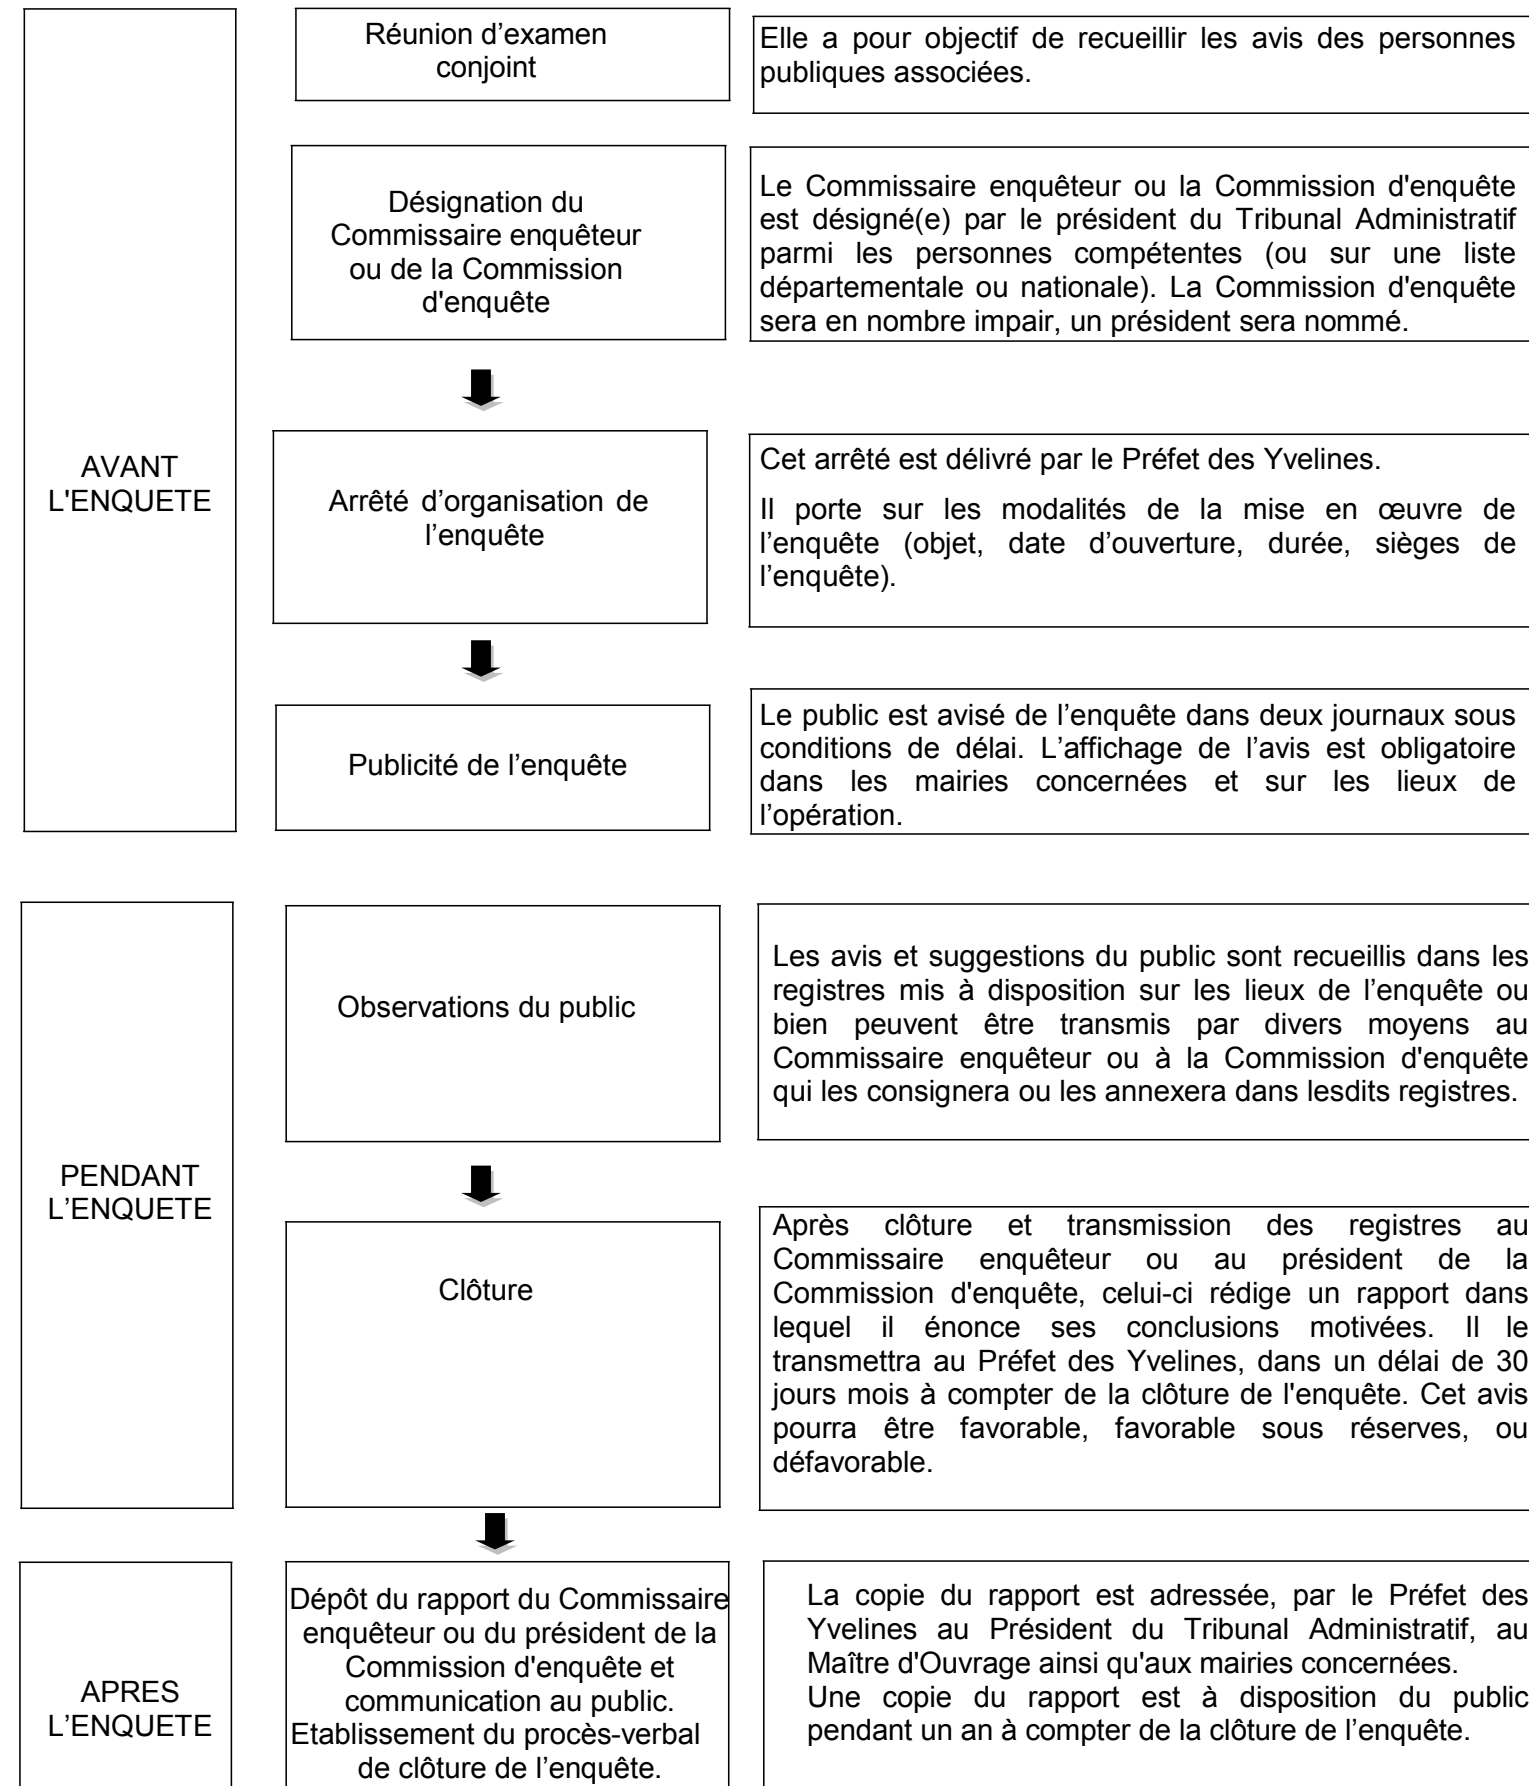 AVANT
L'ENQUETE
Réunion d’examen
conjoint
Elle a pour objectif de recueillir les avis des personnes
publiques associées.
Désignation du
Commissaire enquêteur
ou de la Commission
d'enquête
Le Commissaire enquêteur ou la Commission d'enquête
est désigné(e) par le président du Tribunal Administratif
parmi les personnes compétentes (ou sur une liste
départementale ou nationale). La Commission d'enquête
sera en nombre impair, un président sera nommé.
Arrêté d’organisation de
l’enquête
Cet arrêté est délivré par le Préfet des Yvelines.
Il porte sur les modalités de la mise en œuvre de
l’enquête (objet, date d’ouverture, durée, sièges de
l’enquête).
Publicité de l’enquête
Le public est avisé de l’enquête dans deux journaux sous
conditions de délai. L’affichage de l’avis est obligatoire
dans les mairies concernées et sur les lieux de
l’opération.
PENDANT
L’ENQUETE
Observations du public
Les avis et suggestions du public sont recueillis dans les
registres mis à disposition sur les lieux de l’enquête ou
bien peuvent être transmis par divers moyens au
Commissaire enquêteur ou à la Commission d'enquête
qui les consignera ou les annexera dans lesdits registres.
Clôture
Après clôture et transmission des registres au
Commissaire enquêteur ou au président de la
Commission d'enquête, celui-ci rédige un rapport dans
lequel il énonce ses conclusions motivées. Il le
transmettra au Préfet des Yvelines, dans un délai de 30
jours mois à compter de la clôture de l'enquête. Cet avis
pourra être favorable, favorable sous réserves, ou
défavorable.
APRES
L’ENQUETE
Dépôt du rapport du Commissaire
enquêteur ou du président de la
Commission d'enquête et
communication au public.
Etablissement du procès-verbal
de clôture de l’enquête.
La copie du rapport est adressée, par le Préfet des
Yvelines au Président du Tribunal Administratif, au
Maître d'Ouvrage ainsi qu'aux mairies concernées.
Une copie du rapport est à disposition du public
pendant un an à compter de la clôture de l’enquête.